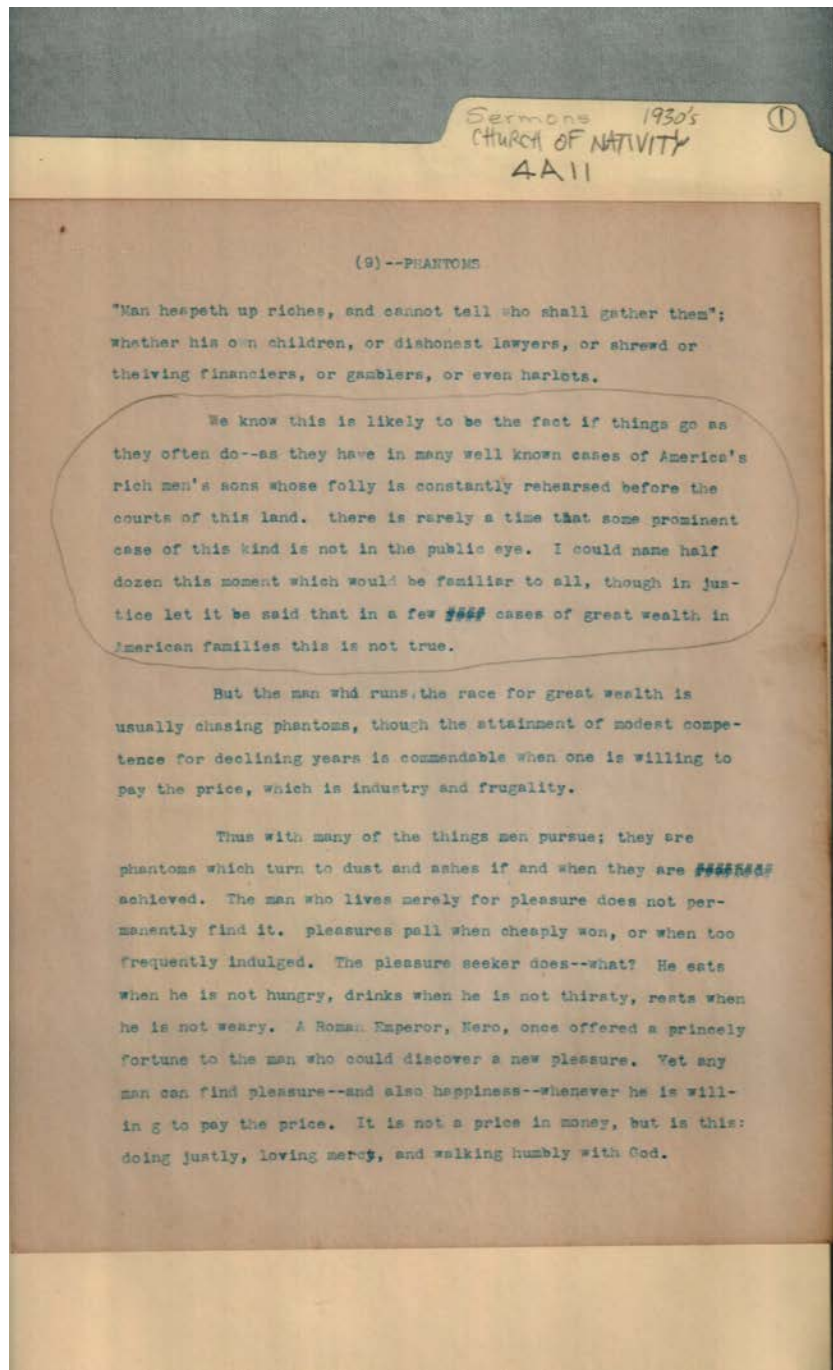 Sermons 1930's ①
CHURCH OF NATIVITY
4A11
(9)--PHANTOMS
"Man heapeth up riches, and cannot tell who shall gather them";
whether his own children, or dishonest lawyers, or shrewd or
theiving financiers, or gamblers, or even harlots.
We know this is likely to be the fact if things go as
they often do--as they have in many well known cases of America's
rich men's sons whose folly is constantly rehearsed before the
courts of this land. there is rarely a time that some prominent
case of this kind is not in the public eye. I could name half
dozen this moment which would be familiar to all, though in jus-
tice let it be said that in a few cases of great wealth in
American families this is not true.
But the man who runs the race for great wealth is
usually chasing phantoms, though the attainment of modest compe-
tence for declining years is commendable when one is willing to
pay the price, which is industry and frugality.
Thus with many of the things men pursue; they are
phantoms which turn to dust and ashes if and when they are
achieved. The man who lives merely for pleasure does not per-
manently find it. pleasures pall when cheaply won, or when too
frequently indulged. The pleasure seeker does--what? He eats
when he is not hungry, drinks when he is not thirsty, rests when
he is not weary. A Roman Emperor, Nero, once offered a princely
fortune to the man who could discover a new pleasure. Yet any
man can find pleasure--and also happiness--whenever he is will-
in g to pay the price. It is not a price in money, but is this:
doing justly, loving mercy, and walking humbly with God.